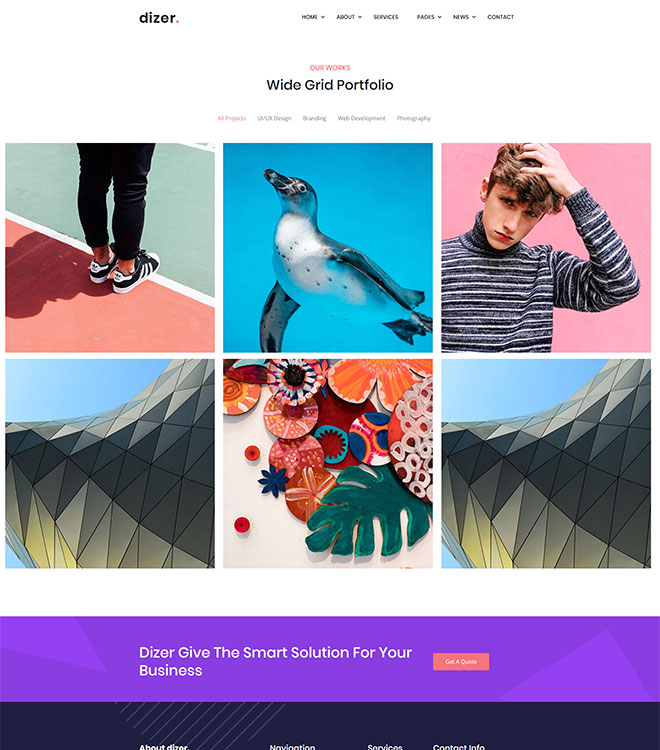 dizer.
HOME ABOUT SERVICES PAGES NEWS CONTACT
OUR WORKS
Wide Grid Portfolio
All Projects UI/UX Design Branding Web Development Photography
Dizer Give The Smart Solution For Your
Business
Get A Quote
About dizer. Navigation Services Contact Info